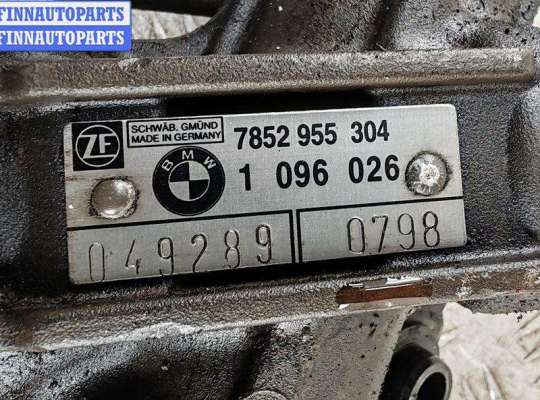 FINNAUTOPARTS
FINNAUTOPARTS
ZF
SCHWÄB. GMÜND
MADE IN GERMANY
7852 955 304
BMW
1 096 026
049289
0798